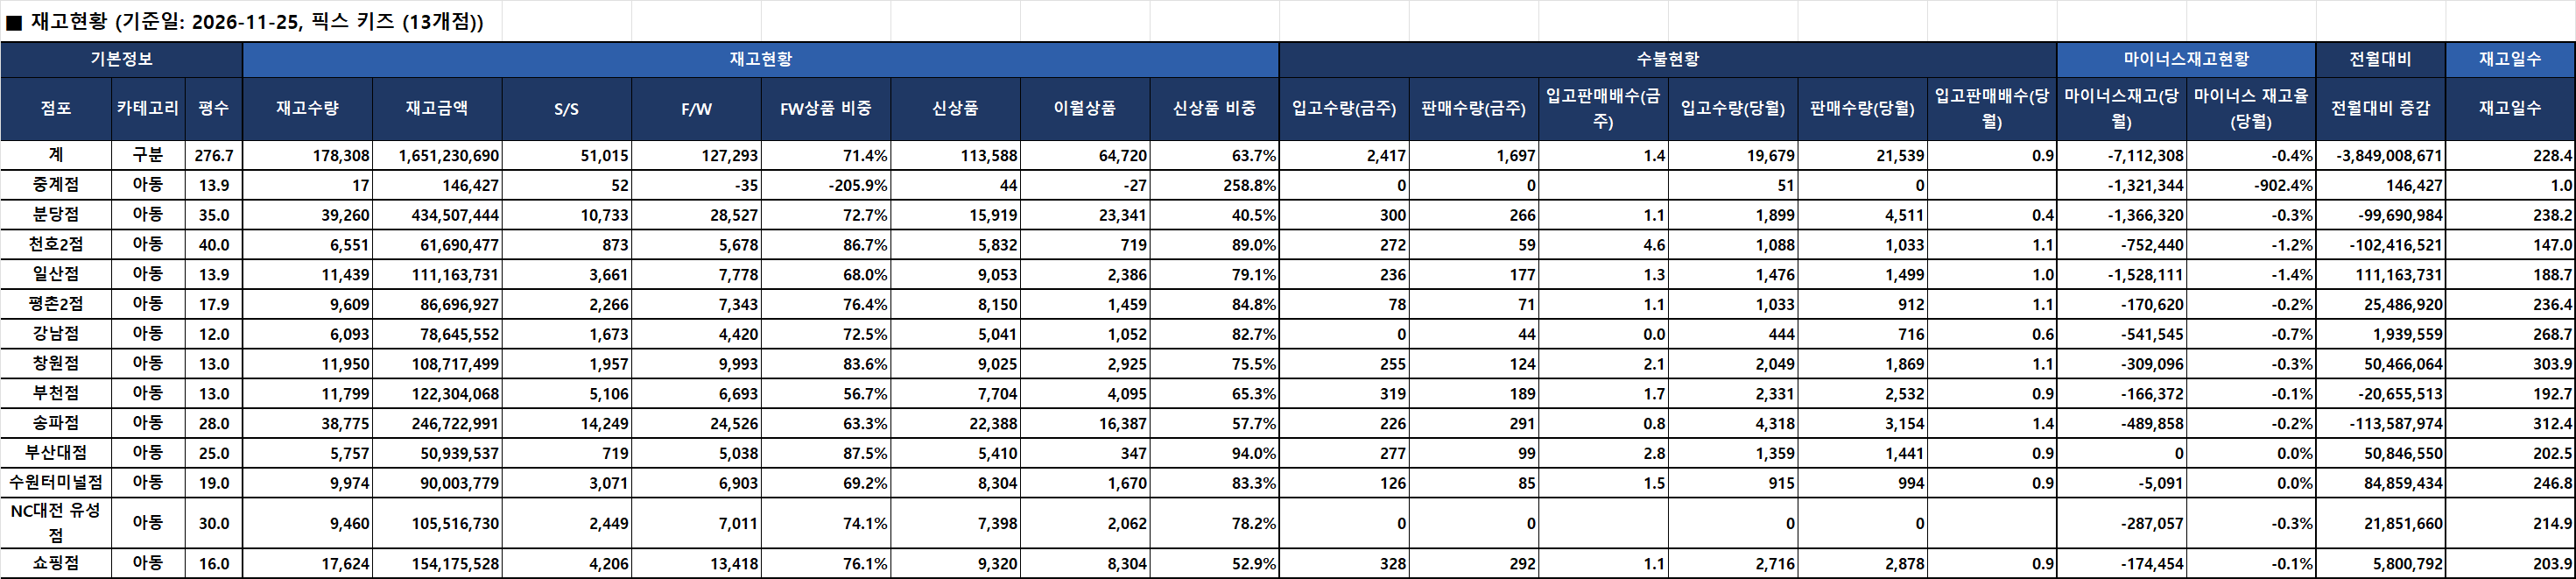 ■ 재고현황 (기준일: 2026-11-25, 픽스 키즈 (13개점))
기본정보 재고현황 수불현황 마이너스재고현황 전월대비 재고일수
점포 카테고리 평수 재고수량 재고금액 S/S F/W FW상품 비중 신상품 이월상품 신상품 비중 입고수량(금주) 판매수량(금주) 입고판매배수(금주) 입고수량(당월) 판매수량(당월) 입고판매배수(당월) 마이너스재고(당월) 마이너스 재고율(당월) 전월대비 증감 재고일수
계 구분 276.7 178,308 1,651,230,690 51,015 127,293 71.4% 113,588 64,720 63.7% 2,417 1,697 1.4 19,679 21,539 0.9 -7,112,308 -0.4% -3,849,008,671 228.4
중계점 아동 13.9 17 146,427 52 -35 -205.9% 44 -27 258.8% 0 0 51 0 -1,321,344 -902.4% 146,427 1.0
분당점 아동 35.0 39,260 434,507,444 10,733 28,527 72.7% 15,919 23,341 40.5% 300 266 1.1 1,899 4,511 0.4 -1,366,320 -0.3% -99,690,984 238.2
천호2점 아동 40.0 6,551 61,690,477 873 5,678 86.7% 5,832 719 89.0% 272 59 4.6 1,088 1,033 1.1 -752,440 -1.2% -102,416,521 147.0
일산점 아동 13.9 11,439 111,163,731 3,661 7,778 68.0% 9,053 2,386 79.1% 236 177 1.3 1,476 1,499 1.0 -1,528,111 -1.4% 111,163,731 188.7
평촌2점 아동 17.9 9,609 86,696,927 2,266 7,343 76.4% 8,150 1,459 84.8% 78 71 1.1 1,033 912 1.1 -170,620 -0.2% 25,486,920 236.4
강남점 아동 12.0 6,093 78,645,552 1,673 4,420 72.5% 5,041 1,052 82.7% 0 44 0.0 444 716 0.6 -541,545 -0.7% 1,939,559 268.7
창원점 아동 13.0 11,950 108,717,499 1,957 9,993 83.6% 9,025 2,925 75.5% 255 124 2.1 2,049 1,869 1.1 -309,096 -0.3% 50,466,064 303.9
부천점 아동 13.0 11,799 122,304,068 5,106 6,693 56.7% 7,704 4,095 65.3% 319 189 1.7 2,331 2,532 0.9 -166,372 -0.1% -20,655,513 192.7
송파점 아동 28.0 38,775 246,722,991 14,249 24,526 63.3% 22,388 16,387 57.7% 226 291 0.8 4,318 3,154 1.4 -489,858 -0.2% -113,587,974 312.4
부산대점 아동 25.0 5,757 50,939,537 719 5,038 87.5% 5,410 347 94.0% 277 99 2.8 1,359 1,441 0.9 0 0.0% 50,846,550 202.5
수원터미널점 아동 19.0 9,974 90,003,779 3,071 6,903 69.2% 8,304 1,670 83.3% 126 85 1.5 915 994 0.9 -5,091 0.0% 84,859,434 246.8
NC대전 유성점 아동 30.0 9,460 105,516,730 2,449 7,011 74.1% 7,398 2,062 78.2% 0 0 0 0 -287,057 -0.3% 21,851,660 214.9
쇼핑점 아동 16.0 17,624 154,175,528 4,206 13,418 76.1% 9,320 8,304 52.9% 328 292 1.1 2,716 2,878 0.9 -174,454 -0.1% 5,800,792 203.9